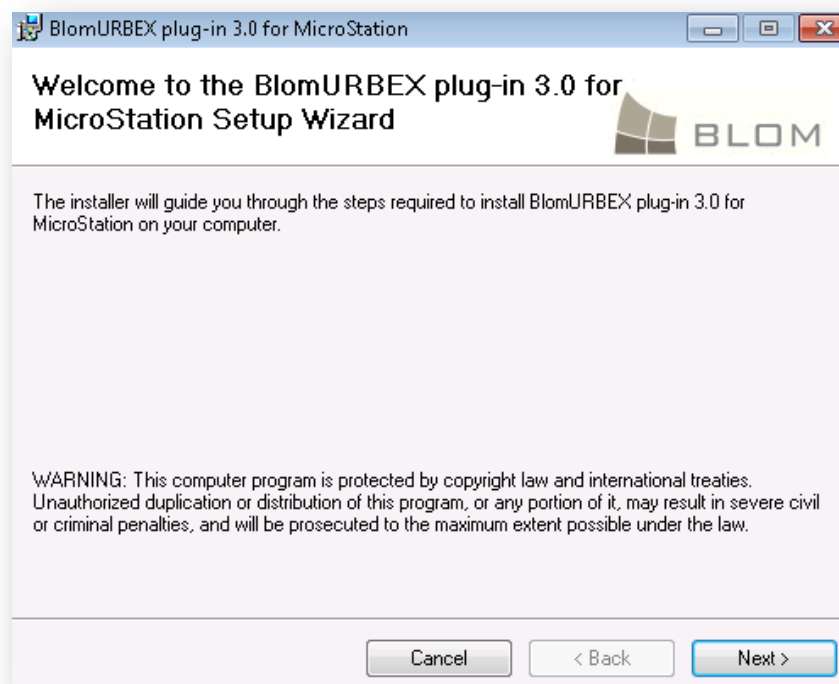 BlomURBEX plug-in 3.0 for MicroStation
Welcome to the BlomURBEX plug-in 3.0 for
MicroStation Setup Wizard
BLOM
The installer will guide you through the steps required to install BlomURBEX plug-in 3.0 for
MicroStation on your computer.
WARNING: This computer program is protected by copyright law and international treaties.
Unauthorized duplication or distribution of this program, or any portion of it, may result in severe civil
or criminal penalties, and will be prosecuted to the maximum extent possible under the law.
Cancel
< Back
Next >